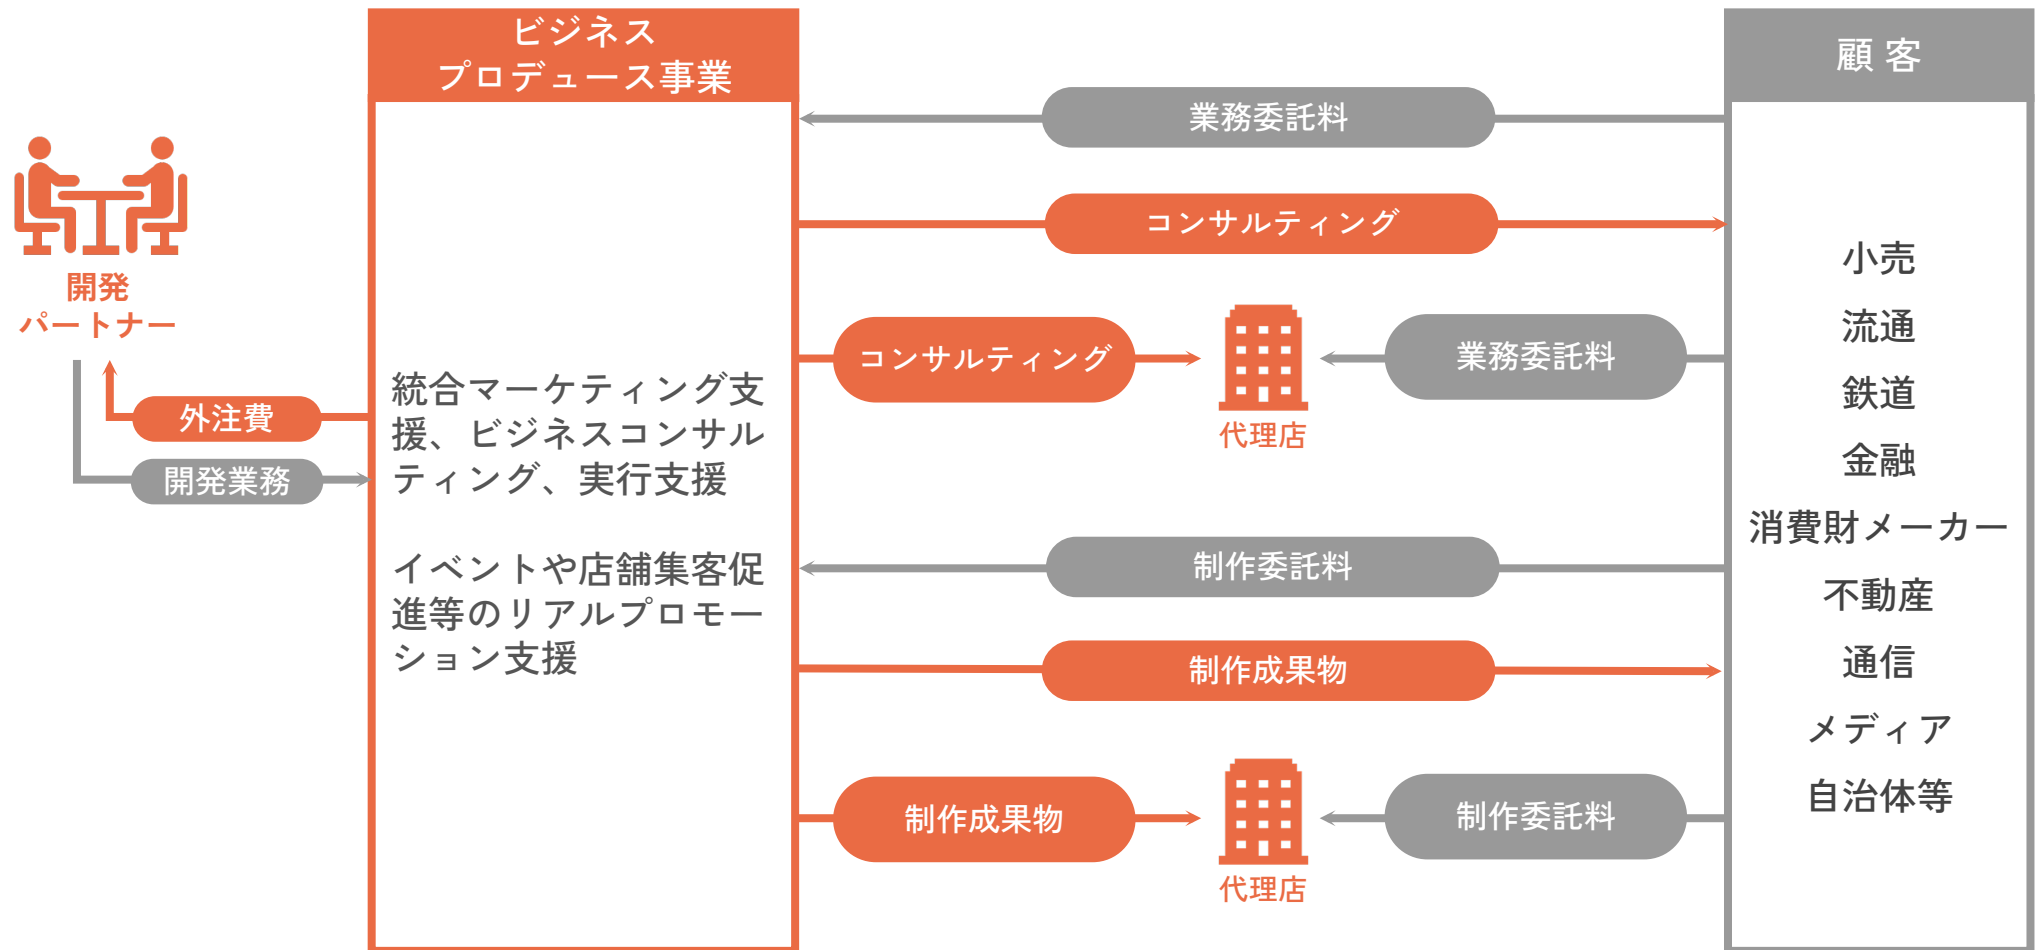 ビジネス
プロデュース事業
顧 客
業務委託料
コンサルティング
開発
パートナー
コンサルティング
業務委託料
代理店
外注費
開発業務
統合マーケティング支
援、ビジネスコンサル
ティング、実行支援
イベントや店舗集客促
進等のリアルプロモー
ション支援
制作委託料
制作成果物
制作成果物
制作委託料
代理店
小売
流通
鉄道
金融
消費財メーカー
不動産
通信
メディア
自治体等